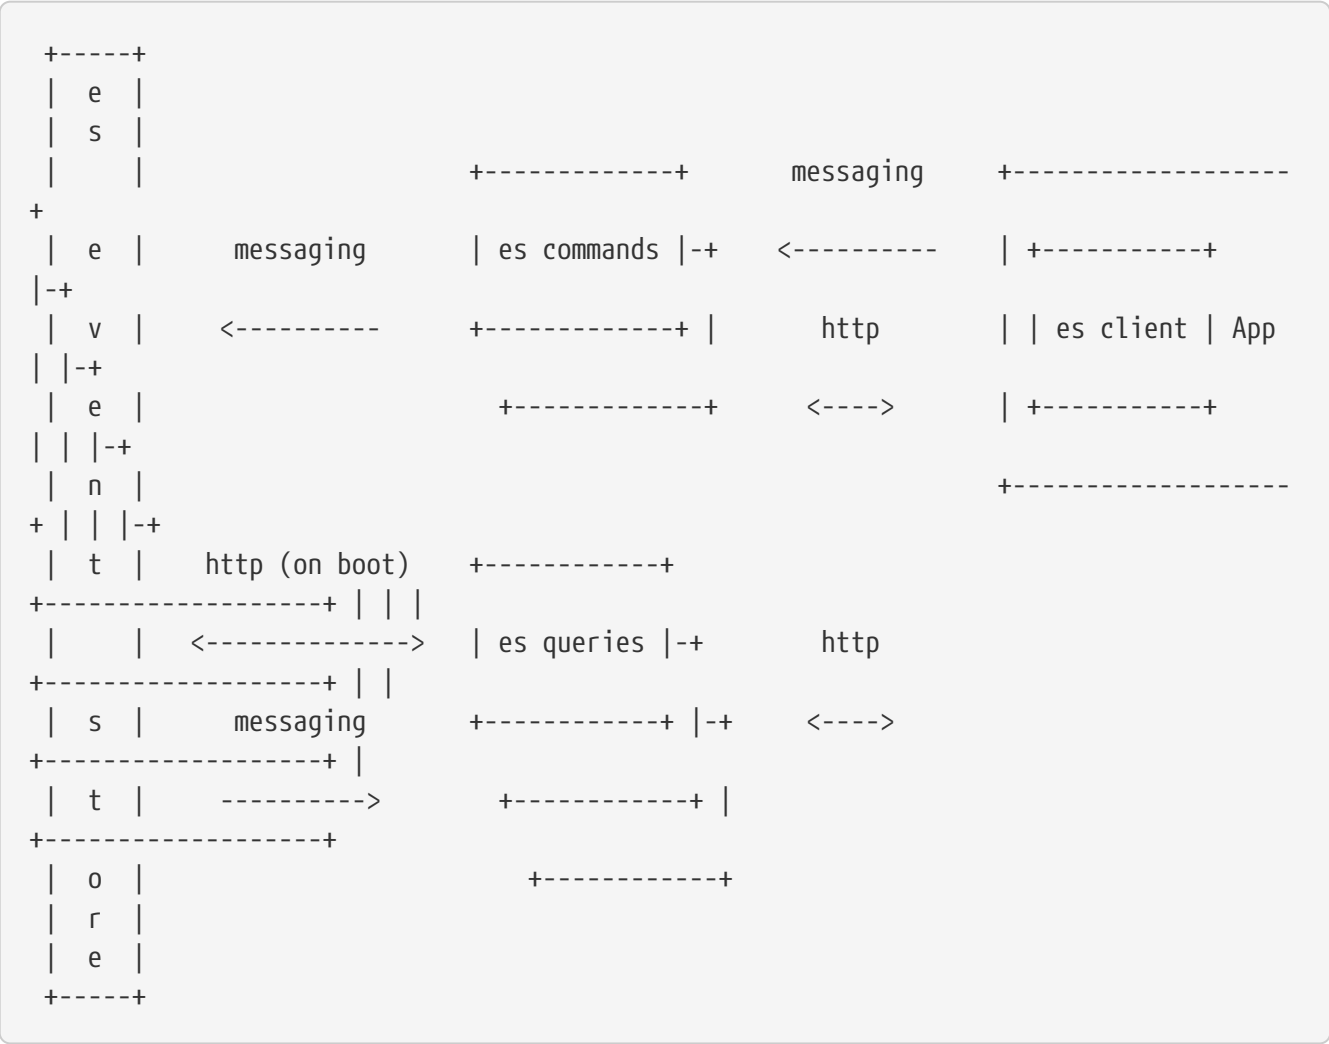 +-----+
 |  e  |
 |  s  |
 |     |                      +-------------+       messaging     +-------------------
+
 |  e  |      messaging       | es commands |-+    <----------    | +-----------+
|-+
 |  v  |     <----------      +-------------+ |       http        | | es client | App
| |-+
 |  e  |                        +-------------+      <---->       | +-----------+
| | |-+
 |  n  |                                                          +-------------------
+ | | |-+
 |  t  |    http (on boot)    +------------+
+-------------------+ | | |
 |     |   <-------------->   | es queries |-+        http
+-------------------+ | |
 |  s  |      messaging       +------------+ |-+     <---->
+-------------------+ |
 |  t  |     ---------->        +------------+ |
+-------------------+
 |  o  |                          +------------+
 |  r  |
 |  e  |
 +-----+